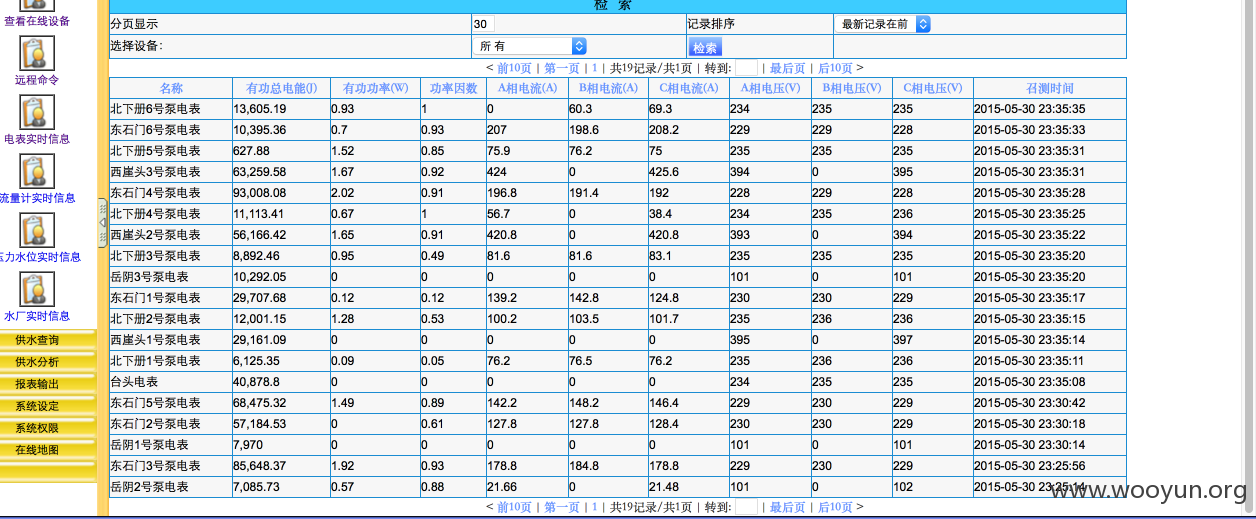 检 索
分页显示 30 记录排序 最新记录在前
选择设备: 所 有 检索
< 前10页 | 第一页 | 1 | 共19记录/共1页 | 转到: | 最后页 | 后10页 >
名称 有功总电能(J) 有功功率(W) 功率因数 A相电流(A) B相电流(A) C相电流(A) A相电压(V) B相电压(V) C相电压(V) 召测时间
北下册6号泵电表 13,605.19 0.93 1 0 60.3 69.3 234 235 235 2015-05-30 23:35:35
东石门6号泵电表 10,395.36 0.7 0.93 207 198.6 208.2 229 229 228 2015-05-30 23:35:33
北下册5号泵电表 627.88 1.52 0.85 75.9 76.2 75 235 235 235 2015-05-30 23:35:31
西崖头3号泵电表 63,259.58 1.67 0.92 424 0 425.6 394 0 395 2015-05-30 23:35:31
东石门4号泵电表 93,008.08 2.02 0.91 196.8 191.4 192 228 229 228 2015-05-30 23:35:28
北下册4号泵电表 11,113.41 0.67 1 56.7 0 38.4 234 235 236 2015-05-30 23:35:25
西崖头2号泵电表 56,166.42 1.65 0.91 420.8 0 420.8 393 0 394 2015-05-30 23:35:22
北下册3号泵电表 8,892.46 0.95 0.49 81.6 81.6 83.1 235 235 235 2015-05-30 23:35:20
岳阴3号泵电表 10,292.05 0 0 0 0 0 101 0 101 2015-05-30 23:35:20
东石门1号泵电表 29,707.68 0.12 0.12 139.2 142.8 124.8 230 230 229 2015-05-30 23:35:17
北下册2号泵电表 12,001.15 1.28 0.53 100.2 103.5 101.7 235 236 236 2015-05-30 23:35:15
西崖头1号泵电表 29,161.09 0 0 0 0 0 395 0 397 2015-05-30 23:35:14
北下册1号泵电表 6,125.35 0.09 0.05 76.2 76.5 76.2 235 236 236 2015-05-30 23:35:11
台头电表 40,878.8 0 0 0 0 0 234 235 235 2015-05-30 23:35:08
东石门5号泵电表 68,475.32 1.49 0.89 142.2 148.2 146.4 229 230 229 2015-05-30 23:30:42
东石门2号泵电表 57,184.53 0 0.61 127.8 127.8 128.4 230 230 229 2015-05-30 23:30:18
岳阴1号泵电表 7,970 0 0 0 0 0 101 0 101 2015-05-30 23:30:14
东石门3号泵电表 85,648.37 1.92 0.93 178.8 184.8 178.8 229 230 229 2015-05-30 23:25:56
岳阴2号泵电表 7,085.73 0.57 0.88 21.66 0 21.48 101 0 102 2015-05-30 23:25:14
< 前10页 | 第一页 | 1 | 共19记录/共1页 | 转到: | 最后页 | 后10页 >
查看在线设备
远程命令
电表实时信息
流量计实时信息
压力水位实时信息
水厂实时信息
供水查询
供水分析
报表输出
系统设定
系统权限
在线地图
www.wooyun.org